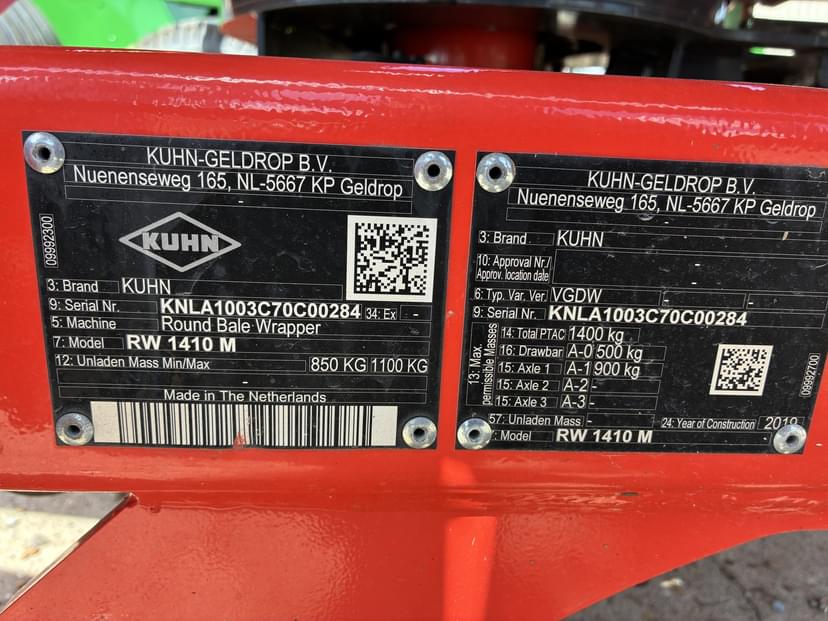 KUHN-GELDROP B.V.
Nuenenseweg 165, NL-5667 KP Geldrop
09992300
KUHN
3: Brand KUHN
9: Serial Nr. KNLA1003C70C00284 34: Ex -
5: Machine Round Bale Wrapper
7: Model RW 1410 M
12: Unladen Mass Min/Max 850 KG 1100 KG
Made in The Netherlands
KUHN-GELDROP B.V.
Nuenenseweg 165, NL-5667 KP Geldrop
3: Brand KUHN
10: Approval Nr./
Approv. location date
6: Typ. Var. Ver. VGDW - -
9: Serial Nr. KNLA1003C70C00284
13: Max.
permissible Masses
14: Total PTAC 1400 kg
16: Drawbar A-0 500 kg
15: Axle 1 A-1 900 kg
15: Axle 2 A-2 -
15: Axle 3 A-3 -
09992700
57: Unladen Mass - 24: Year of Construction 2019
: Model RW 1410 M